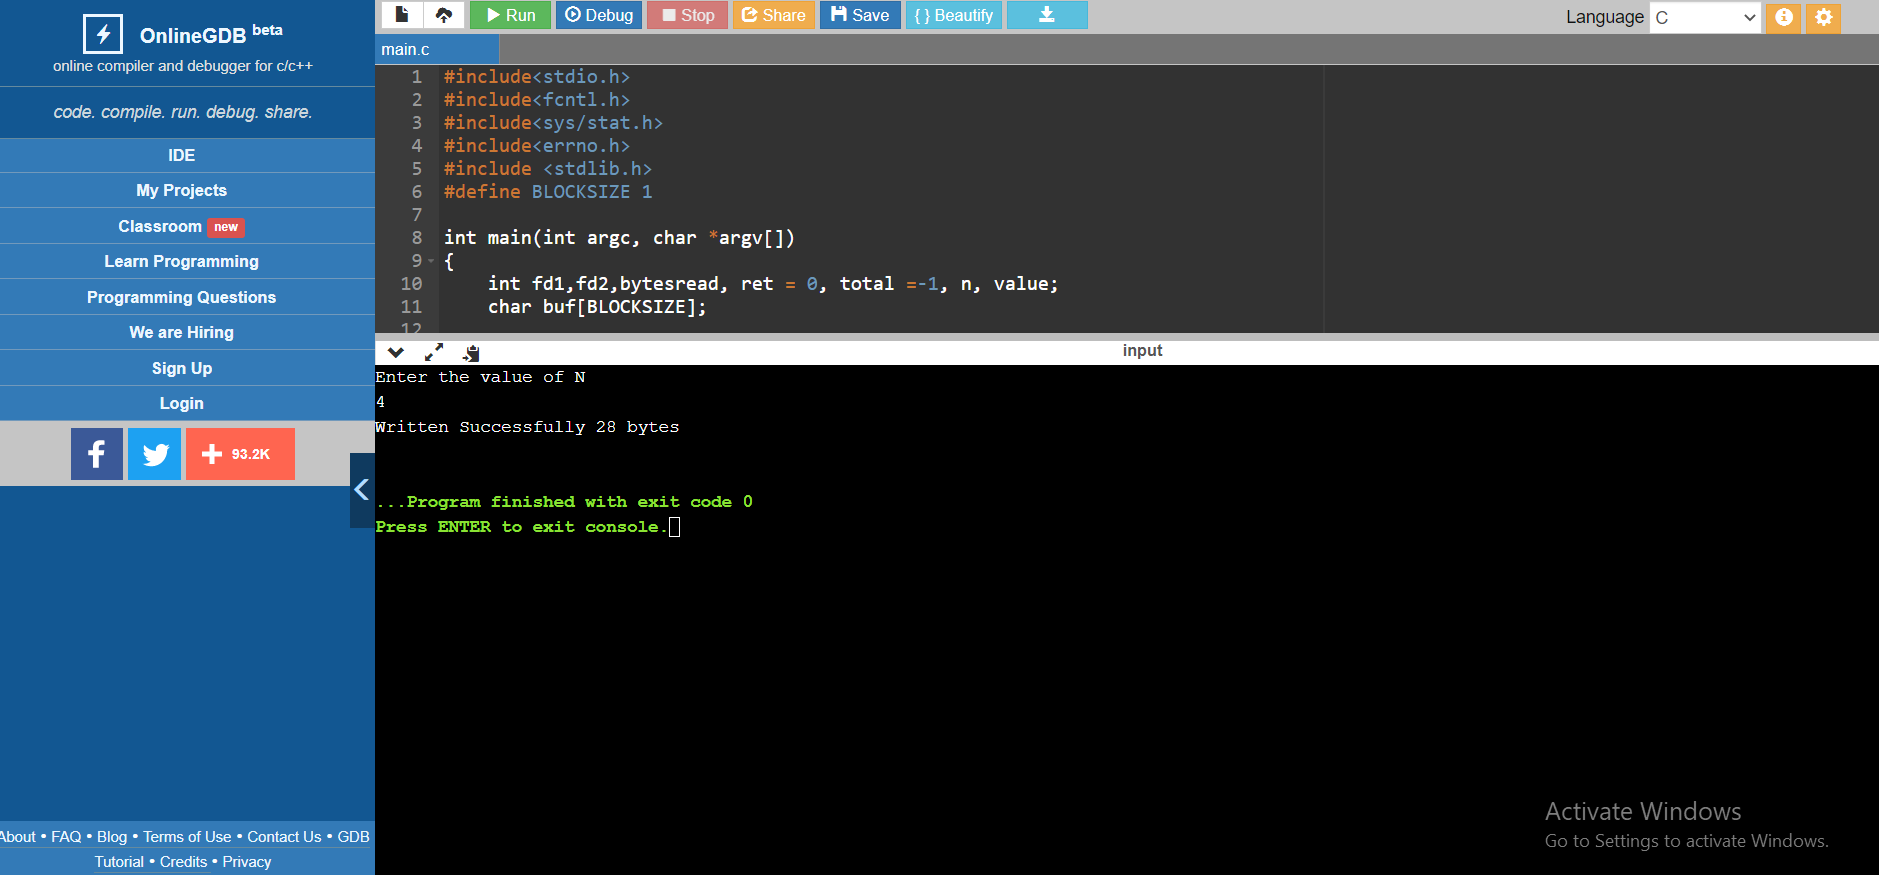 OnlineGDB beta
online compiler and debugger for c/c++
code. compile. run. debug. share.
IDE
My Projects
Classroom new
Learn Programming
Programming Questions
We are Hiring
Sign Up
Login
93.2K
About • FAQ • Blog • Terms of Use • Contact Us • GDB
Tutorial • Credits • Privacy
Run Debug Stop Share Save { } Beautify
Language C
main.c
1 #include<stdio.h>
2 #include<fcntl.h>
3 #include<sys/stat.h>
4 #include<errno.h>
5 #include <stdlib.h>
6 #define BLOCKSIZE 1
7
8 int main(int argc, char *argv[])
9 {
10 int fd1,fd2,bytesread, ret = 0, total =-1, n, value;
11 char buf[BLOCKSIZE];
12
input
Enter the value of N
4
Written Successfully 28 bytes
...Program finished with exit code 0
Press ENTER to exit console.
Activate Windows
Go to Settings to activate Windows.